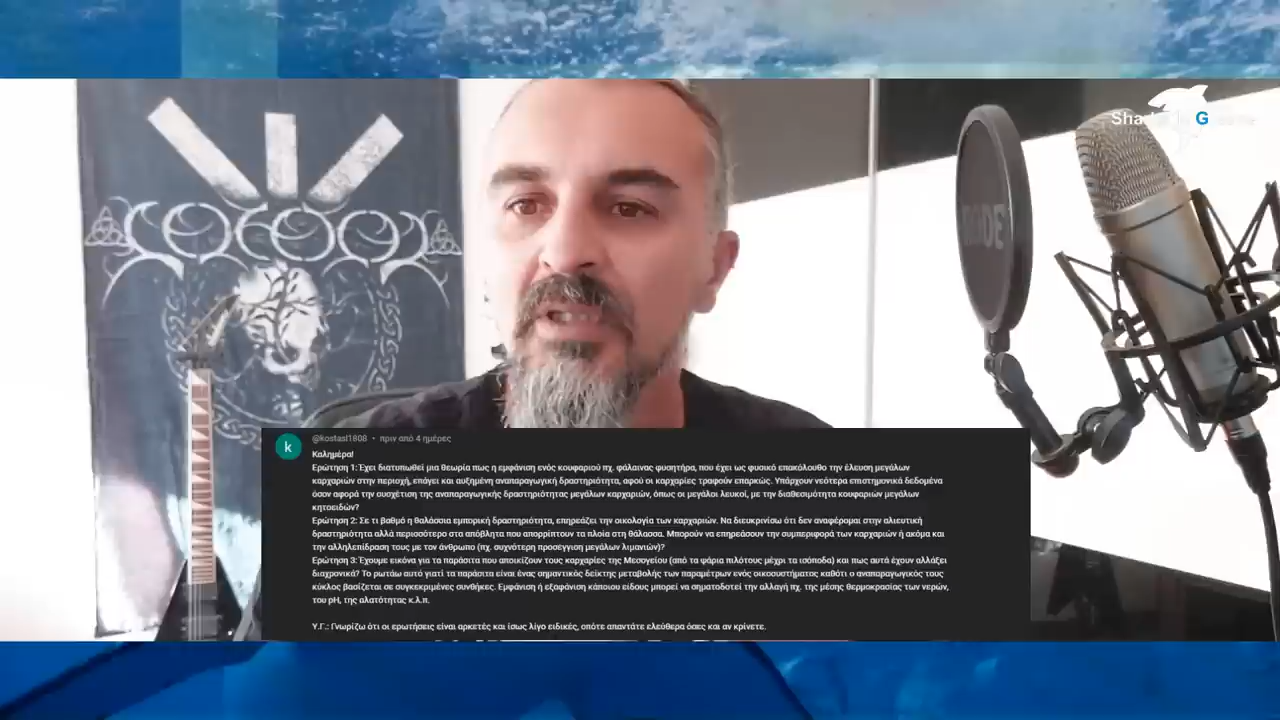 Shar G
RODE
k
@kostasl1808 • πριν από 4 ημέρες
Καλημέρα!
Ερώτηση 1: Έχει διατυπωθεί μια θεωρία πως η εμφάνιση ενός κουφαριού πχ. φάλαινας φυσητήρα, που έχει ως φυσικό επακόλουθο την έλευση μεγάλων
καρχαριών στην περιοχή, επάγει και αυξημένη αναπαραγωγική δραστηριότητα, αφού οι καρχαρίες τραφούν επαρκώς. Υπάρχουν νεότερα επιστημονικά δεδομένα
όσον αφορά την συσχέτιση της αναπαραγωγικής δραστηριότητας μεγάλων καρχαριών, όπως οι μεγάλοι λευκοί, με την διαθεσιμότητα κουφαριών μεγάλων
κητοειδών?
Ερώτηση 2: Σε τι βαθμό η θαλάσσια εμπορική δραστηριότητα, επηρεάζει την οικολογία των καρχαριών. Να διευκρινίσω ότι δεν αναφέρομαι στην αλιευτική
δραστηριότητα αλλά περισσότερο στα απόβλητα που απορρίπτουν τα πλοία στη θάλασσα. Μπορούν να επηρεάσουν την συμπεριφορά των καρχαριών ή ακόμα και
την αλληλεπίδραση τους με τον άνθρωπο (πχ. συχνότερη προσέγγιση μεγάλων λιμανιών)?
Ερώτηση 3: Έχουμε εικόνα για τα παράσιτα που αποικίζουν τους καρχαρίες της Μεσογείου (από τα ψάρια πιλότους μέχρι τα ισόποδα) και πως αυτά έχουν αλλάξει
διαχρονικά? Το ρωτάω αυτό γιατί τα παράσιτα είναι ένας σημαντικός δείκτης μεταβολής των παραμέτρων ενός οικοσυστήματος καθότι ο αναπαραγωγικός τους
κύκλος βασίζεται σε συγκεκριμένες συνθήκες. Εμφάνιση ή εξαφάνιση κάποιου είδους μπορεί να σηματοδοτεί την αλλαγή πχ. της μέσης θερμοκρασίας των νερών,
του pH, της αλατότητας κ.λ.π.
Υ.Γ.: Γνωρίζω ότι οι ερωτήσεις είναι αρκετές και ίσως λίγο ειδικές, οπότε απαντάτε ελεύθερα όσες και αν κρίνετε.